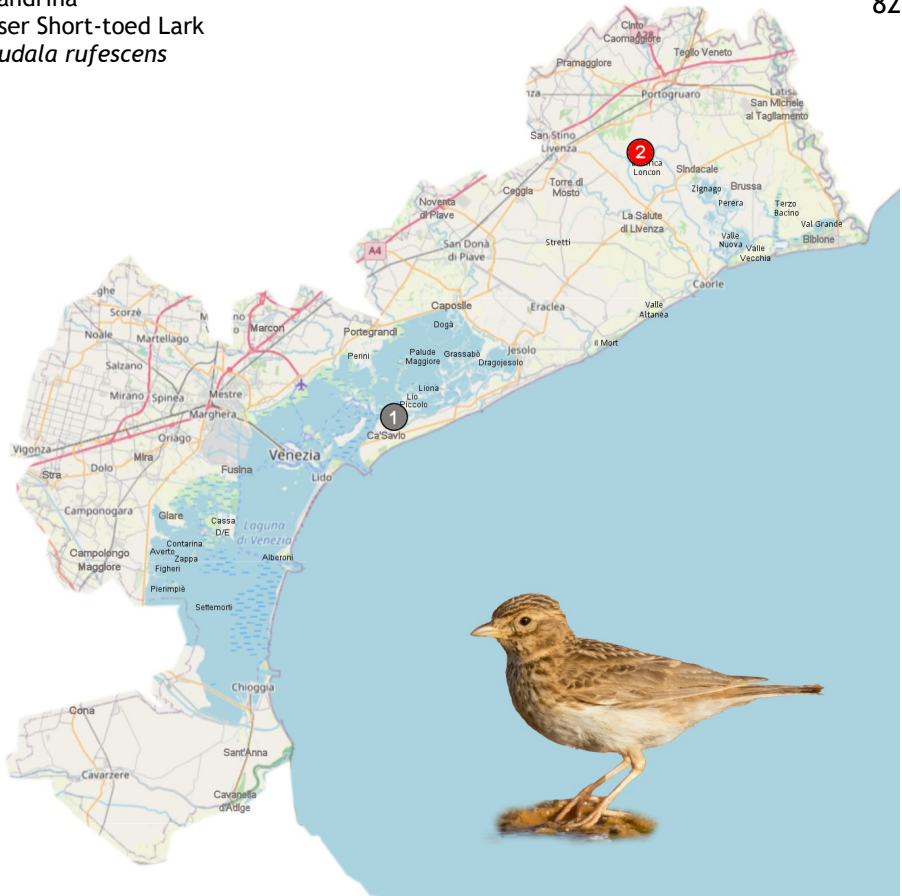 andrina
ser Short-toed Lark
udala rufescens
82
Cinto
Caomaggiore
A28
Teglio Veneto
Pramaggiore
nza
Portogruaro
Latis
San Michele
al Tagliamento
San Stino
Livenza
2
Loncon
Sindacale
Zignago
Brussa
Perera
Terzo
Bacino
Val Grande
Bibione
Valle
Nuova
Valle
Vecchia
Noventa
di Piave
Ceggia
Torre di
Mosto
La Salute
di Livenza
A4
San Donà
di Piave
Stretti
Caorle
Valle
Altanea
Eraclea
il Mort
ghe
Scorzè
Noale
Martellago
Marcon
Salzano
Mirano
Spinea
Mestre
Marghera
Oriago
Vigonza
Mira
Dolo
Stra
Fusina
Camponogara
Campolongo
Maggiore
Caposile
Dogà
Portegrandi
Perini
Palude
Maggiore
Grassabò
Dragojesolo
Jesolo
Liona
Lio
Piccolo
1
Ca'Savio
Venezia
Lido
Giare
Cassa
D/E
Laguna
di Venezia
Contarina
Averto
Zappa
Figheri
Alberoni
Pierimpiè
Settemorti
Chioggia
Cona
Sant'Anna
Cavarzere
Cavanella
d'Adige